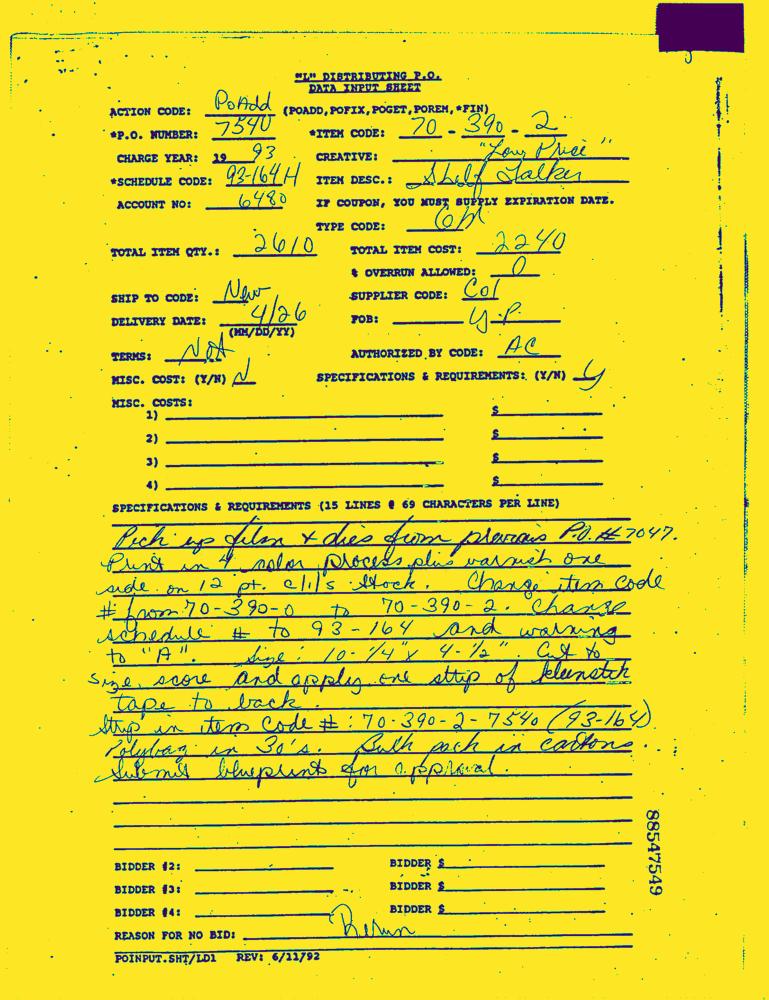 "L" DISTRIBUTING P.O.
DATA INPUT SHEET
ACTION CODE: PoAdd (POADD,POFIX,POGET,POREM,*FIN)
*P.O. NUMBER: 7540 *ITEM CODE: 70 - 390 - 2
CHARGE YEAR: 19 93 CREATIVE: "Low Price"
*SCHEDULE CODE: 93-164H ITEM DESC.: Shelf Talker
ACCOUNT NO: 6480 IF COUPON, YOU MUST SUPPLY EXPIRATION DATE.
TYPE CODE: GM
TOTAL ITEM QTY.: 2610 TOTAL ITEM COST: 2240
% OVERRUN ALLOWED: 0
SHIP TO CODE: New SUPPLIER CODE: Col
DELIVERY DATE: 4/26 FOB: Y.P.
(MM/DD/YY)
TERMS: Not AUTHORIZED BY CODE: AC
MISC. COST: (Y/N) N SPECIFICATIONS & REQUIREMENTS: (Y/N) Y
MISC. COSTS:
1) $
2) $
3) $
4) $
SPECIFICATIONS & REQUIREMENTS (15 LINES @ 69 CHARACTERS PER LINE)
Pick up film & dies from previous P.O. # 7047.
Print in 4 color process plus varnish one
side on 12 pt. c1/s stock. Change item code
# from 70-390-0 to 70-390-2. Change
schedule # to 93-164 and warning
to "A". Size: 10-1/4" x 4-1/2". Cut to
size, score and apply one strip of kleenstik
tape to back.
Strip in item code #: 70-390-2-7540 (93-164)
Polybag in 30's. Bulk pack in cartons.
Submit blueprint for approval.
88547549
BIDDER #2: BIDDER $
BIDDER #3: BIDDER $
BIDDER #4: BIDDER $
REASON FOR NO BID: Rerun
POINPUT.SHT/LD1 REV: 6/11/92